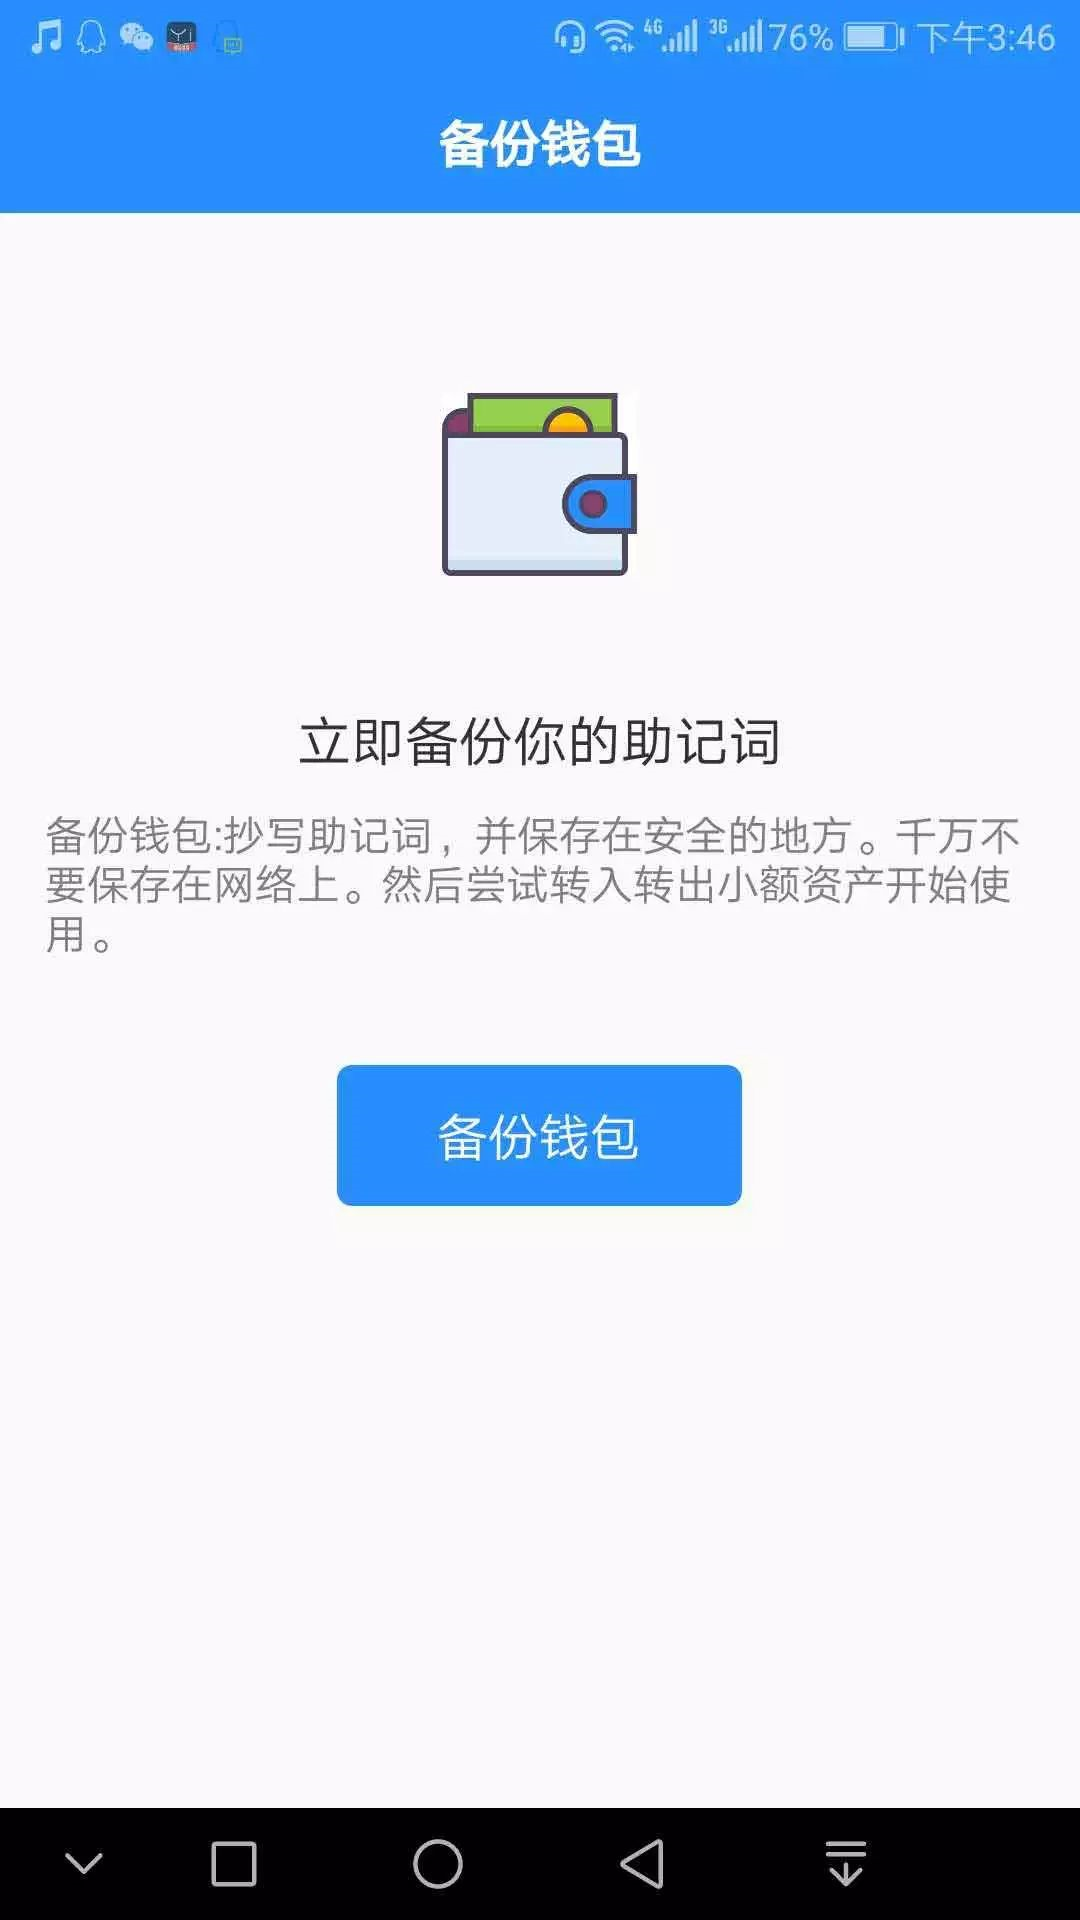 4G 3G 76% 下午3:46
备份钱包
立即备份你的助记词
备份钱包:抄写助记词，并保存在安全的地方。千万不
要保存在网络上。然后尝试转入转出小额资产开始使
用。
备份钱包